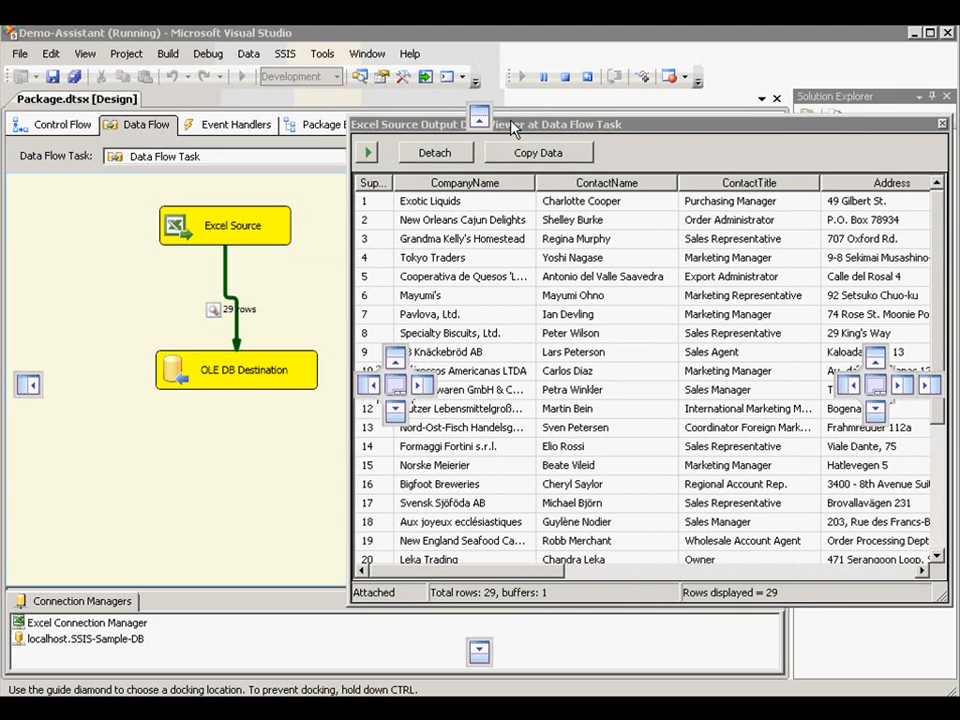 Demo-Assistant (Running) - Microsoft Visual Studio
File Edit View Project Build Debug Data SSIS Tools Window Help
Development
Package.dtsx [Design]
Solution Explorer
Control Flow Data Flow Event Handlers Package E
Excel Source Output D Viewer at Data Flow Task
Data Flow Task: Data Flow Task
Detach Copy Data
Sup... CompanyName ContactName ContactTitle Address
1 Exotic Liquids Charlotte Cooper Purchasing Manager 49 Gilbert St.
2 New Orleans Cajun Delights Shelley Burke Order Administrator P.O. Box 78934
3 Grandma Kelly's Homestead Regina Murphy Sales Representative 707 Oxford Rd.
4 Tokyo Traders Yoshi Nagase Marketing Manager 9-8 Sekimai Musashino-
5 Cooperativa de Quesos 'L... Antonio del Valle Saavedra Export Administrator Calle del Rosal 4
6 Mayumi's Mayumi Ohno Marketing Representative 92 Setsuko Chuo-ku
7 Pavlova, Ltd. Ian Devling Marketing Manager 74 Rose St. Moonie Po
8 Specialty Biscuits, Ltd. Peter Wilson Sales Representative 29 King's Way
9 B Knäckebröd AB Lars Peterson Sales Agent Kaloada 13
10 Carlos Diaz Marketing Manager Av. 12
waren GmbH & C... Petra Winkler Sales Manager
12 Lebensmittelgroß... Martin Bein International Marketing M... Bogena
13 Nord-Ost-Fisch Handelsg... Sven Petersen Coordinator Foreign Mark... Frahmredder 112a
14 Formaggi Fortini s.r.l. Elio Rossi Sales Representative Viale Dante, 75
15 Norske Meierier Beate Vileid Marketing Manager Hatlevegen 5
16 Bigfoot Breweries Cheryl Saylor Regional Account Rep. 3400 - 8th Avenue Sui
17 Svensk Sjöföda AB Michael Björn Sales Representative Brovallavägen 231
18 Aux joyeux ecclésiastiques Guylène Nodier Sales Manager 203, Rue des Francs-B
19 New England Seafood Ca... Robb Merchant Wholesale Account Agent Order Processing Dept
20 Leka Trading Chandra Leka Owner 471 Serangoon Loop, S
Excel Source
29 rows
OLE DB Destination
Attached Total rows: 29, buffers: 1 Rows displayed = 29
Connection Managers
Excel Connection Manager
localhost.SSIS-Sample-DB
Use the guide diamond to choose a docking location. To prevent docking, hold down CTRL.